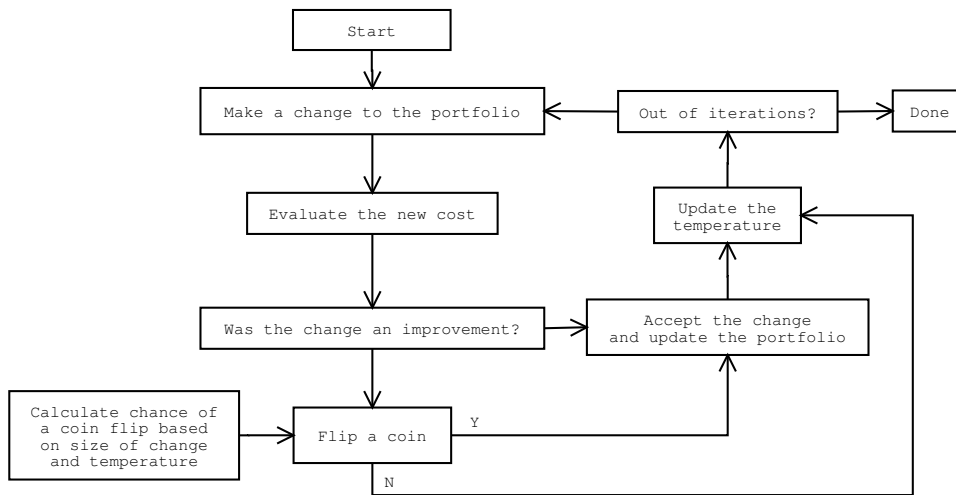 Start
Make a change to the portfolio
Out of iterations?
Done
Evaluate the new cost
Update the
temperature
Was the change an improvement?
Accept the change
and update the portfolio
Calculate chance of
a coin flip based
on size of change
and temperature
Flip a coin
Y
N